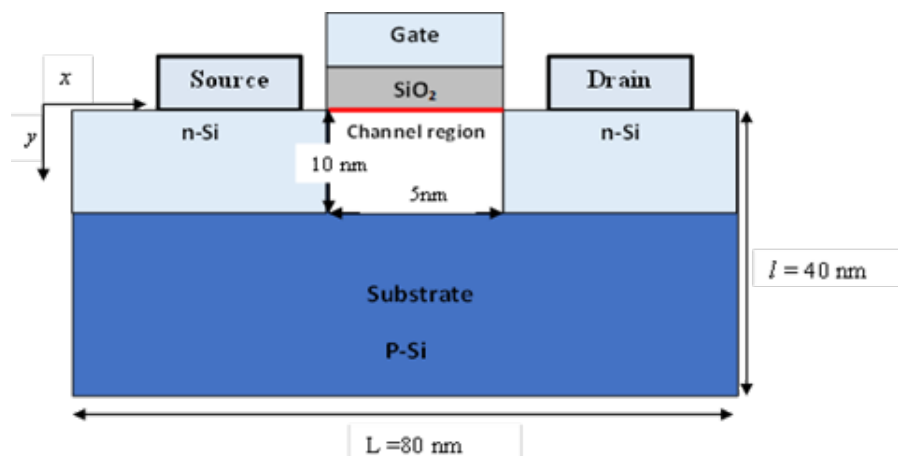 Gate
x
Source
SiO₂
Drain
y
n-Si
Channel region
n-Si
10 nm
5nm
l = 40 nm
Substrate
P-Si
L =80 nm